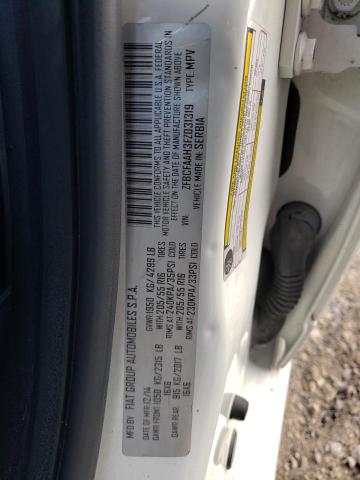 MFD BY: FIAT GROUP AUTOMOBILES S.P.A.
DATE OF MFR: 12/14 GVWR: 1950 KG/ 4299 LB
GAWR FRONT: 1050 KG/ 2315 LB WITH: 205/55 R16 TIRES
16X6 RIMS AT: 240KPA/35PSI COLD
GAWR REAR: 915 KG/ 2017 LB WITH: 205/55 R16 TIRES
16X6 RIMS AT: 230KPA/33PSI COLD
THIS VEHICLE CONFORMS TO ALL APPLICABLE U.S.A. FEDERAL
MOTOR VEHICLE SAFETY, BUMPER, AND THEFT PREVENTION STANDARDS IN
EFFECT ON THE DATE OF MANUFACTURE SHOWN ABOVE.
VIN: ZFBCFAAH3FZ031319 TYPE: MPV
VEHICLE MADE IN: SERBIA